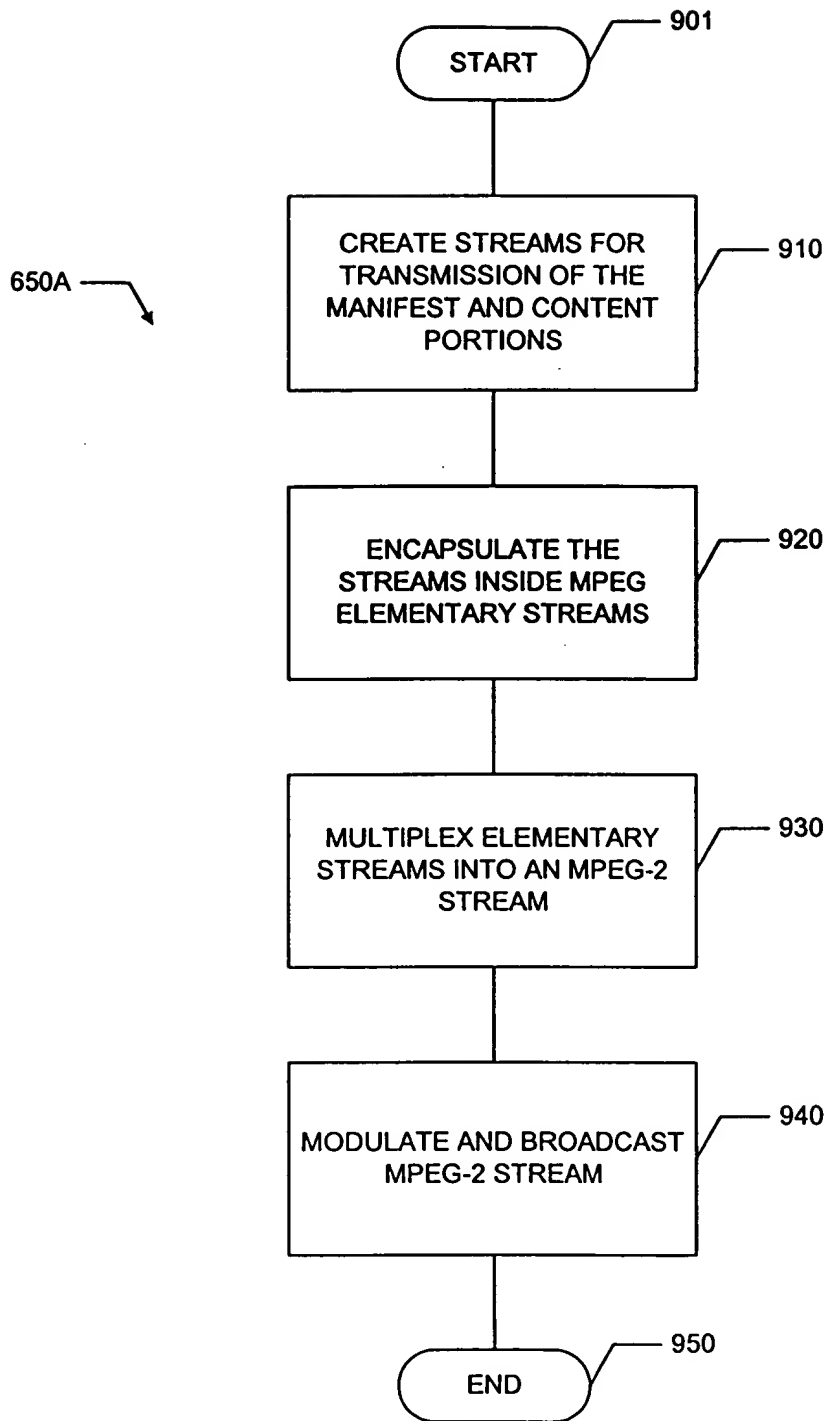 START
901
CREATE STREAMS FOR
TRANSMISSION OF THE
MANIFEST AND CONTENT
PORTIONS
910
650A
ENCAPSULATE THE
STREAMS INSIDE MPEG
ELEMENTARY STREAMS
920
MULTIPLEX ELEMENTARY
STREAMS INTO AN MPEG-2
STREAM
930
MODULATE AND BROADCAST
MPEG-2 STREAM
940
END
950